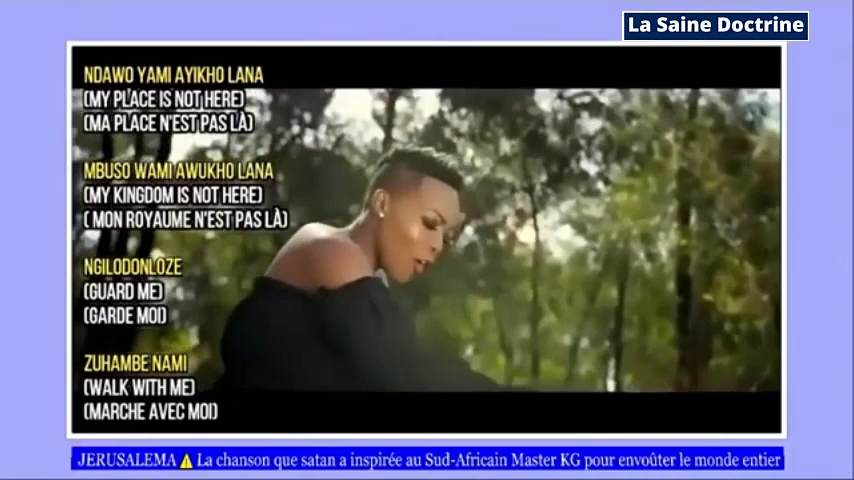 La Saine Doctrine
NDAWO YAMI AYIKHO LANA
(MY PLACE IS NOT HERE)
(MA PLACE N'EST PAS LÀ)
MBUSO WAMI AWUKHO LANA
(MY KINGDOM IS NOT HERE)
( MON ROYAUME N'EST PAS LÀ)
NGILODONLOZE
(GUARD ME)
(GARDE MOI)
ZUHAMBE NAMI
(WALK WITH ME)
(MARCHE AVEC MOI)
JERUSALEMA⚠️ La chanson que satan a inspirée au Sud-Africain Master KG pour envoûter le monde entier